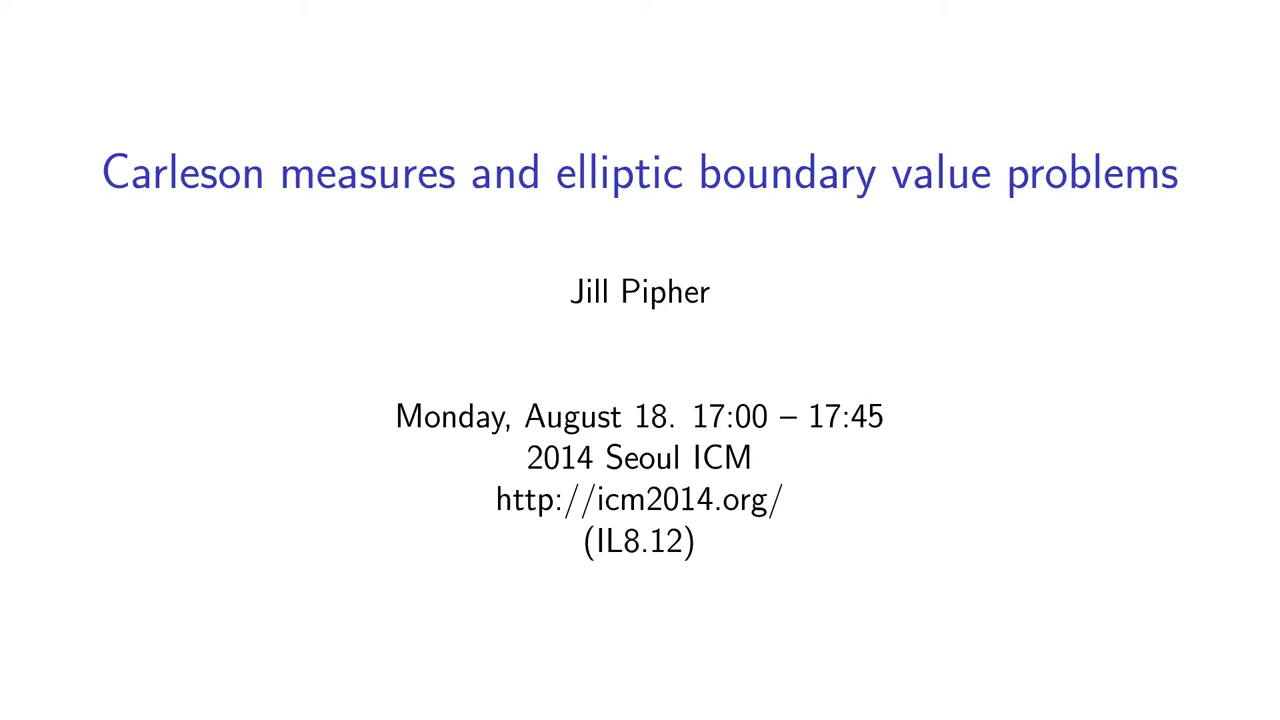 Carleson measures and elliptic boundary value problems
Jill Pipher
Monday, August 18. 17:00 – 17:45
2014 Seoul ICM
http://icm2014.org/
(IL8.12)